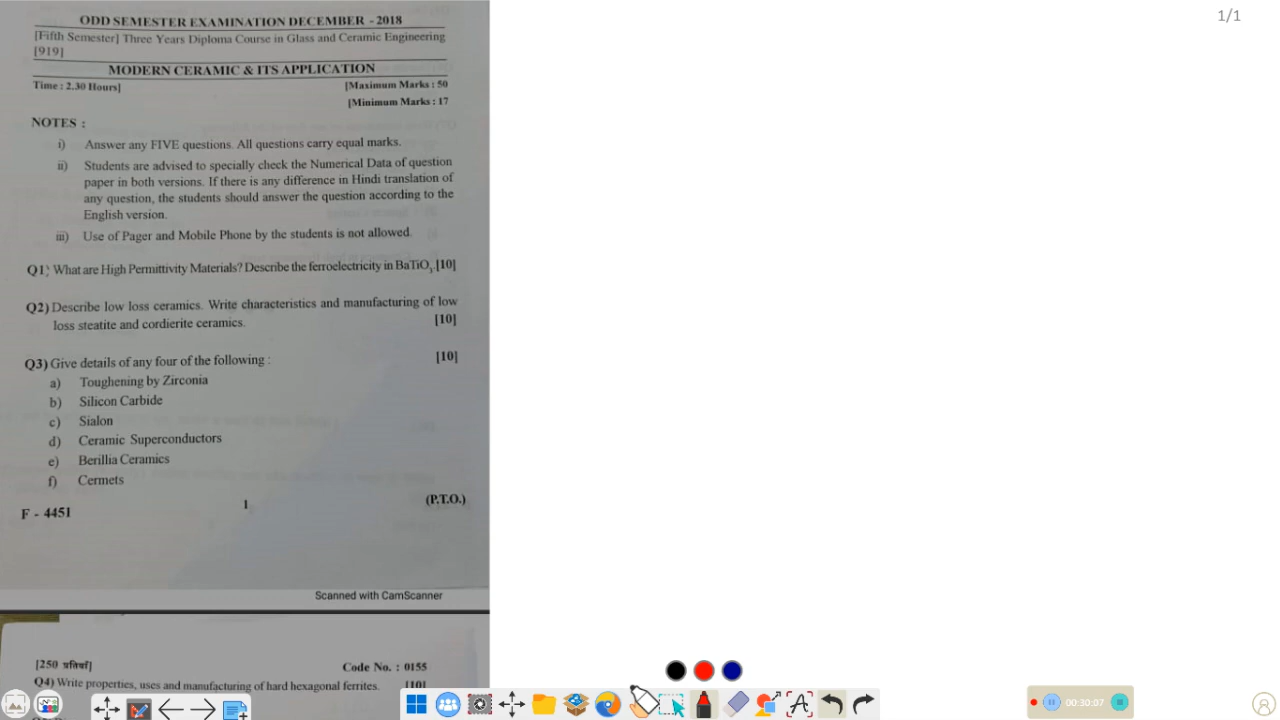 ODD SEMESTER EXAMINATION DECEMBER - 2018
[Fifth Semester] Three Years Diploma Course in Glass and Ceramic Engineering
[919]
MODERN CERAMIC & ITS APPLICATION
Time : 2.30 Hours] [Maximum Marks : 50
[Minimum Marks : 17
NOTES :
i) Answer any FIVE questions. All questions carry equal marks.
ii) Students are advised to specially check the Numerical Data of question
paper in both versions. If there is any difference in Hindi translation of
any question, the students should answer the question according to the
English version.
iii) Use of Pager and Mobile Phone by the students is not allowed.
Q1) What are High Permittivity Materials? Describe the ferroelectricity in BaTiO3. [10]
Q2) Describe low loss ceramics. Write characteristics and manufacturing of low
loss steatite and cordierite ceramics. [10]
Q3) Give details of any four of the following : [10]
a) Toughening by Zirconia
b) Silicon Carbide
c) Sialon
d) Ceramic Superconductors
e) Berillia Ceramics
f) Cermets
F - 4451 1 (P.T.O.)
Scanned with CamScanner
[250 प्रतियाँ] Code No. : 0155
Q4) Write properties, uses and manufacturing of hard hexagonal ferrites. [10]
1/1
00:30:07